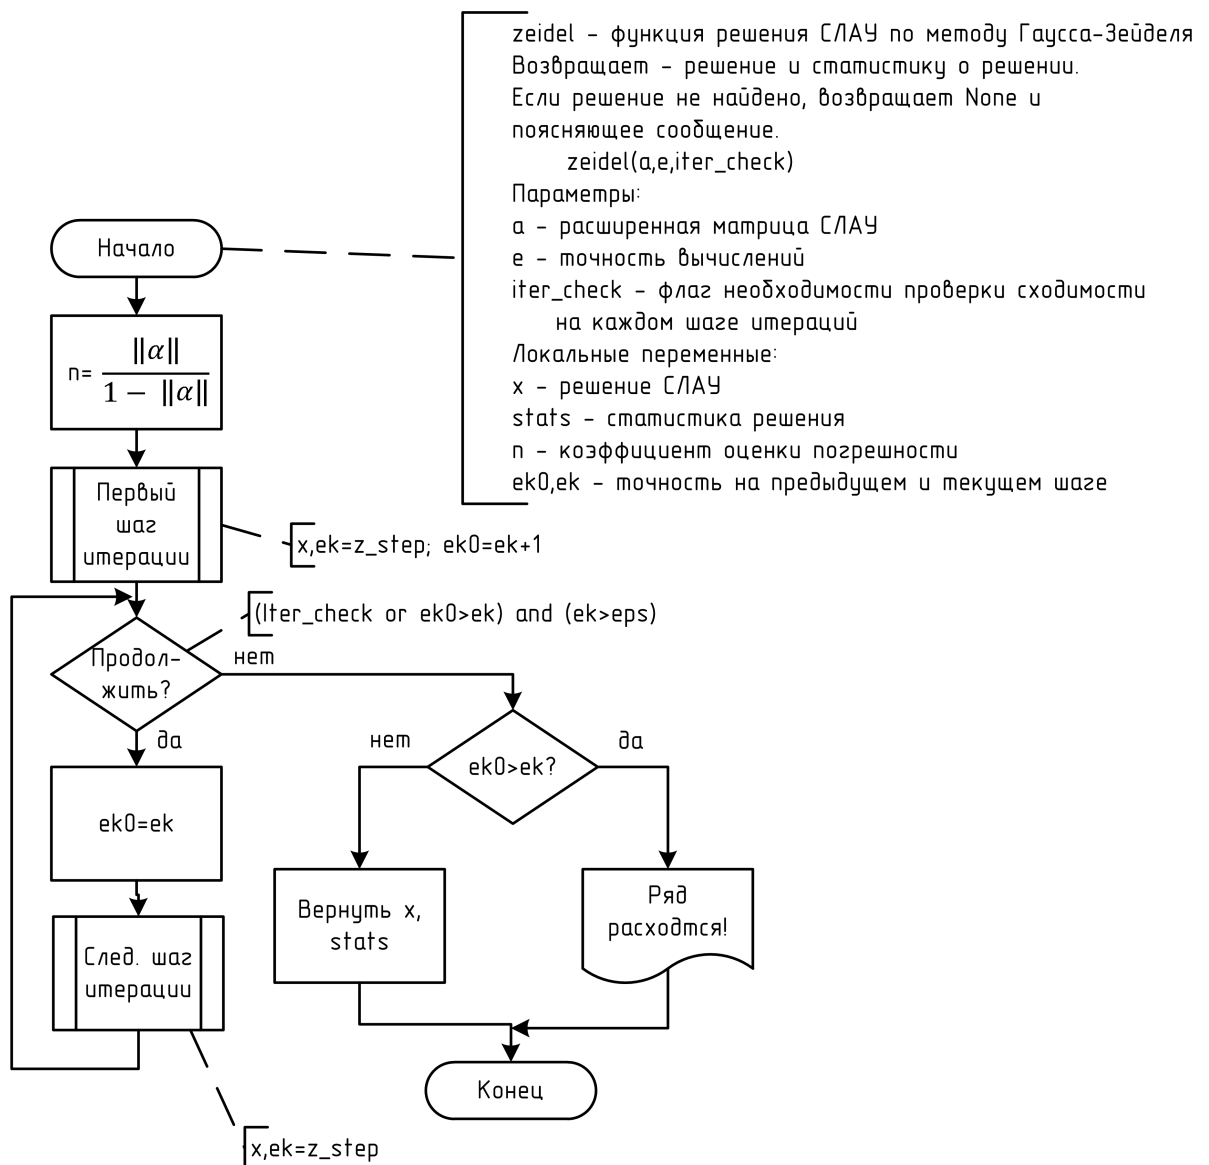 zeidel – функция решения СЛАУ по методу Гаусса-Зейделя
Возвращает – решение и статистику о решении.
Если решение не найдено, возвращает None и
поясняющее сообщение.
zeidel(a,e,iter_check)
Параметры:
a – расширенная матрица СЛАУ
e – точность вычислений
iter_check – флаг необходимости проверки сходимости
на каждом шаге итераций
Локальные переменные:
x – решение СЛАУ
stats – статистика решения
n – коэффициент оценки погрешности
ek0,ek – точность на предыдущем и текущем шаге
Начало
n= ‖α‖ / 1 − ‖α‖
Первый
шаг
итерации
x,ek=z_step; ek0=ek+1
(Iter_check or ek0>ek) and (ek>eps)
Продол-
жить?
нет
да
ek0=ek
След. шаг
итерации
x,ek=z_step
ek0>ek?
нет
да
Вернуть x,
stats
Ряд
расходтся!
Конец